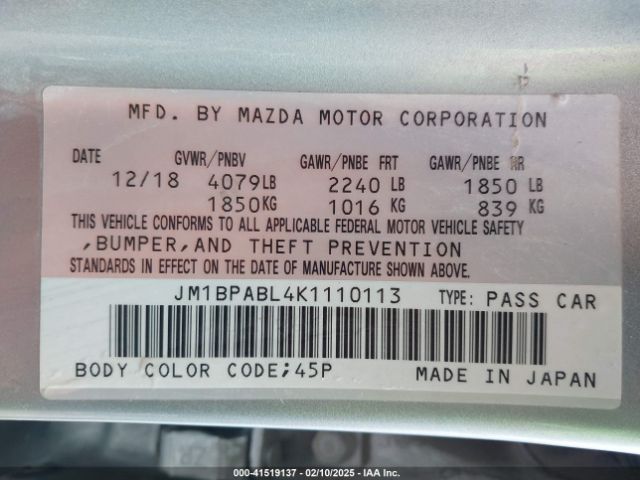 MFD. BY MAZDA MOTOR CORPORATION
DATE GVWR/PNBV GAWR/PNBE FRT GAWR/PNBE RR
12/18 4079LB 2240 LB 1850 LB
1850KG 1016 KG 839 KG
THIS VEHICLE CONFORMS TO ALL APPLICABLE FEDERAL MOTOR VEHICLE SAFETY
,BUMPER,AND THEFT PREVENTION
STANDARDS IN EFFECT ON THE DATE OF MANUFACTURE SHOWN ABOVE.
JM1BPABL4K1110113 TYPE: PASS CAR
BODY COLOR CODE;45P MADE IN JAPAN
000-41519137 - 02/10/2025 - IAA Inc.